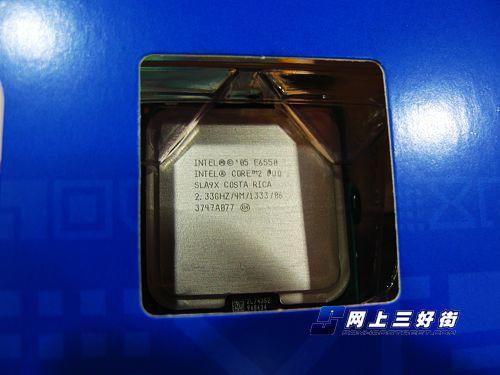 INTEL®©'05 E6550
INTEL® CORE™2 DUO
SLA9X COSTA RICA
2.33GHZ/4M/1333/06
3747A077 e4
网上三好街